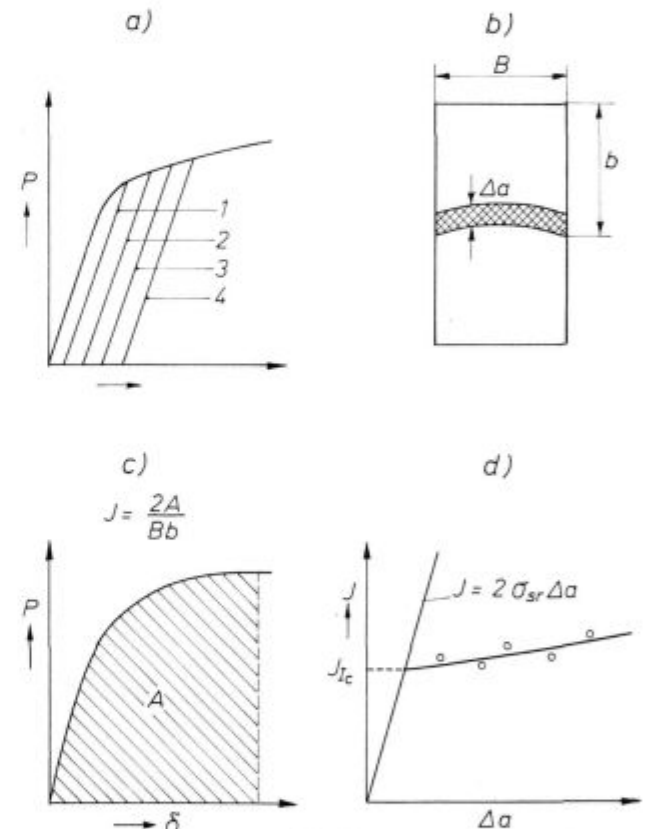 a)
P
1
2
3
4
b)
B
b
Δa
c)
J = 2A
Bb
P
A
δ
d)
J
J = 2 σsr Δa
JIc
Δa